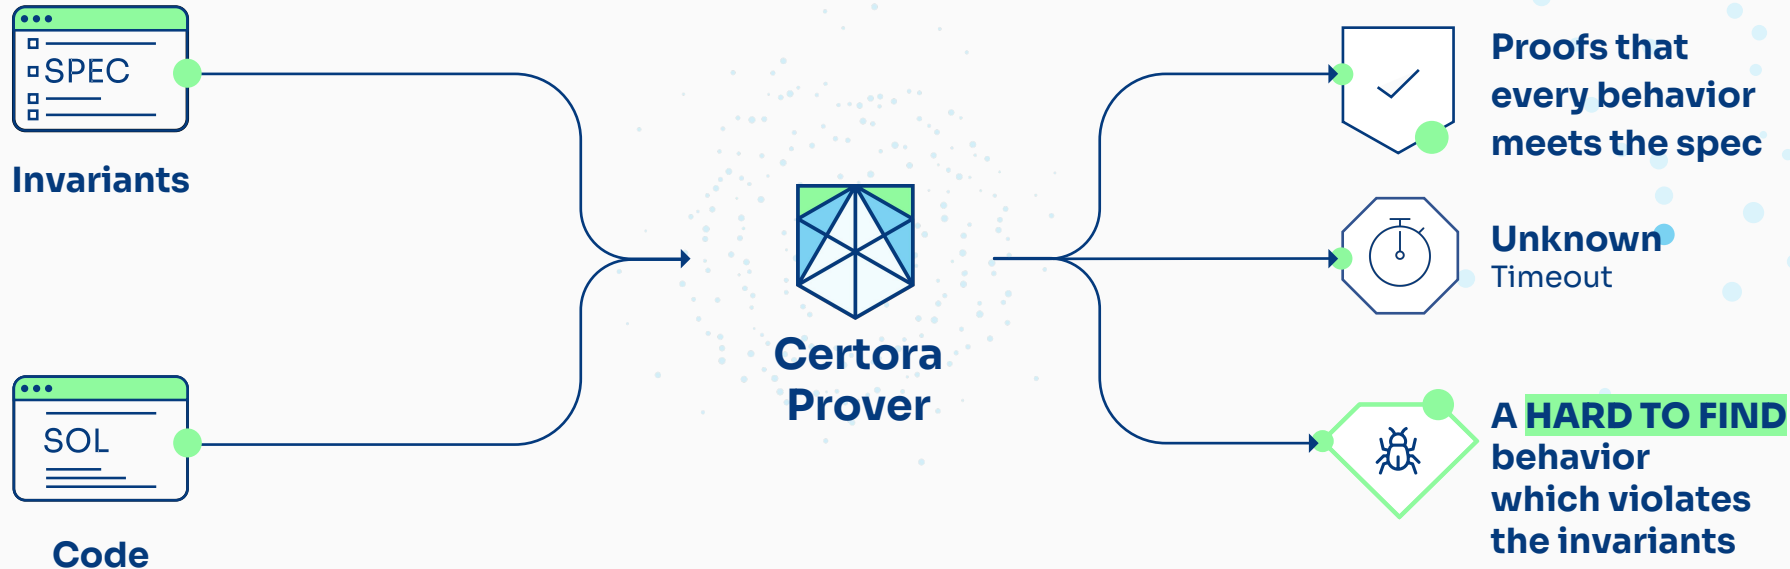 SPEC
Invariants
SOL
Code
Certora
Prover
Proofs that
every behavior
meets the spec
Unknown
Timeout
A HARD TO FIND
behavior
which violates
the invariants